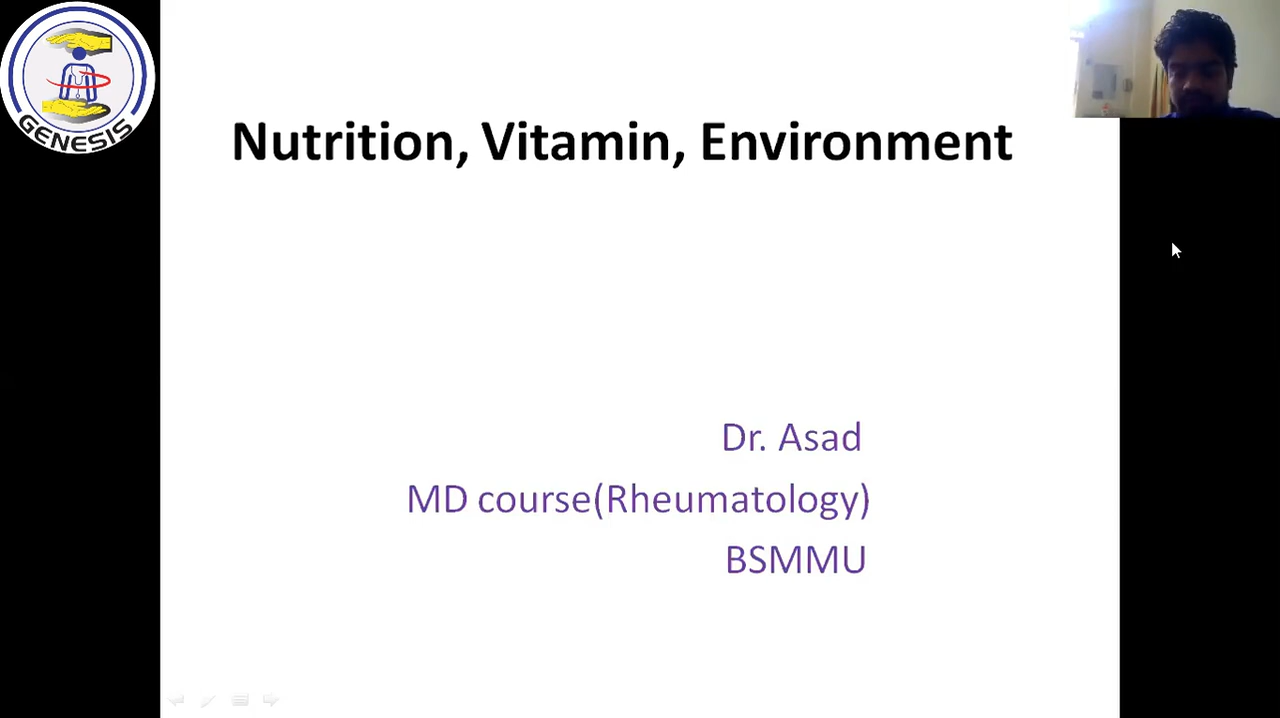 GENESIS
Nutrition, Vitamin, Environment
Dr. Asad
MD course(Rheumatology)
BSMMU